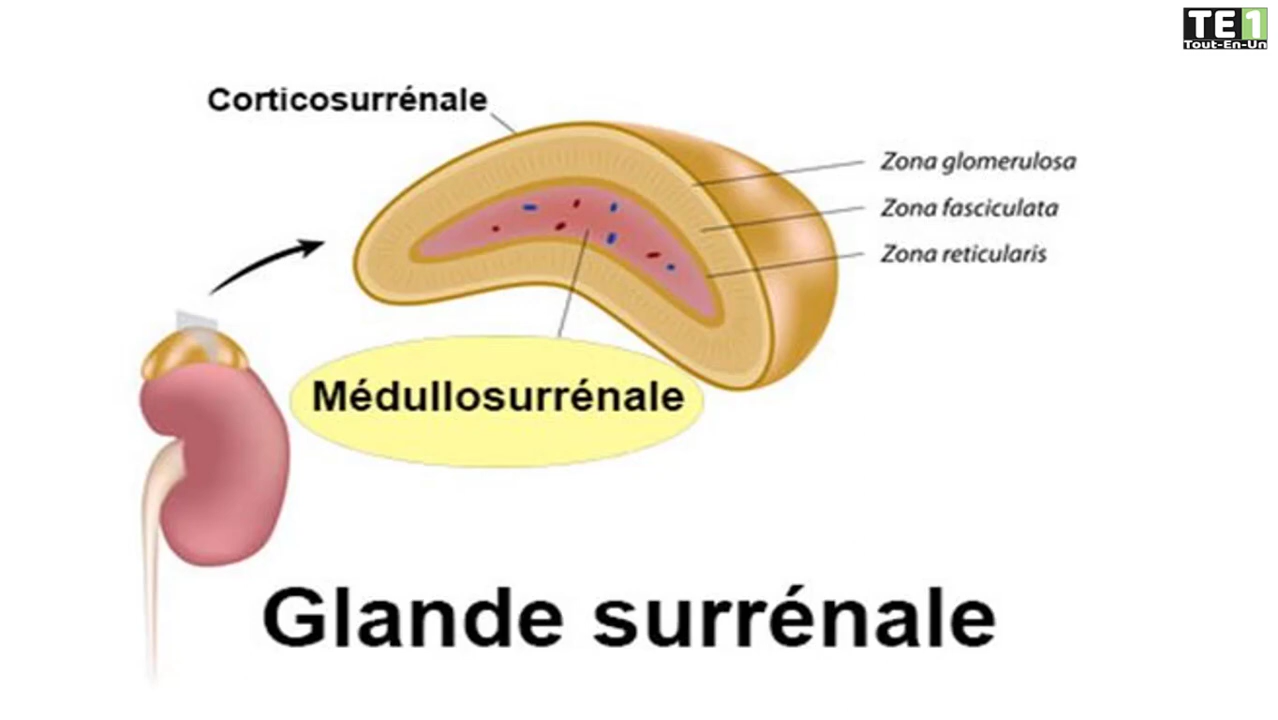 TE1
Tout-En-Un
Corticosurrénale
Zona glomerulosa
Zona fasciculata
Zona reticularis
Médullosurrénale
Glande surrénale